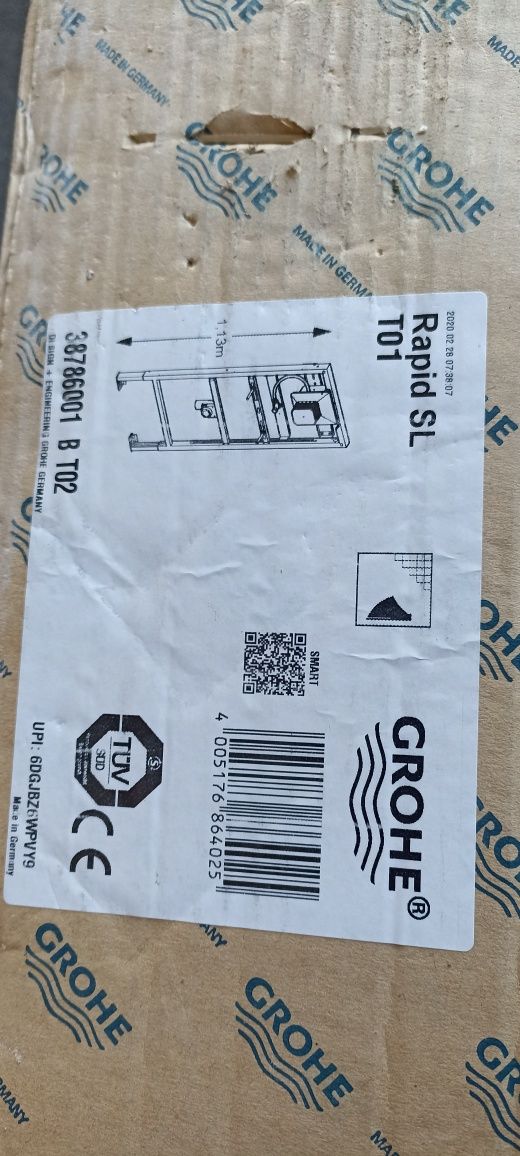 2020 02 28 07:38:07
Rapid SL
T01
GROHE®
1.13m
SMART
4 005176 864025
38786001 B T02
DESIGN + ENGINEERING GROHE GERMANY
TÜV
SÜD
CE
UPI: 6DGJBZ6WPVY9
Made in Germany
GROHE
MADE IN GERMANY
GROHE
GROHE
GROHE
MADE IN GERMANY
GROHE
GROHE